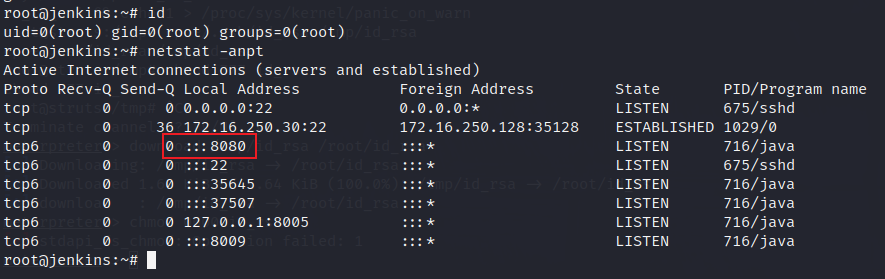 root@jenkins:~# id
uid=0(root) gid=0(root) groups=0(root)
root@jenkins:~# netstat -anpt
Active Internet connections (servers and established)
Proto Recv-Q Send-Q Local Address Foreign Address State PID/Program name
tcp 0 0 0.0.0.0:22 0.0.0.0:* LISTEN 675/sshd
tcp 0 36 172.16.250.30:22 172.16.250.128:35128 ESTABLISHED 1029/0
tcp6 0 0 :::8080 :::* LISTEN 716/java
tcp6 0 0 :::22 :::* LISTEN 675/sshd
tcp6 0 0 :::35645 :::* LISTEN 716/java
tcp6 0 0 :::37507 :::* LISTEN 716/java
tcp6 0 0 127.0.0.1:8005 :::* LISTEN 716/java
tcp6 0 0 :::8009 :::* LISTEN 716/java
root@jenkins:~#